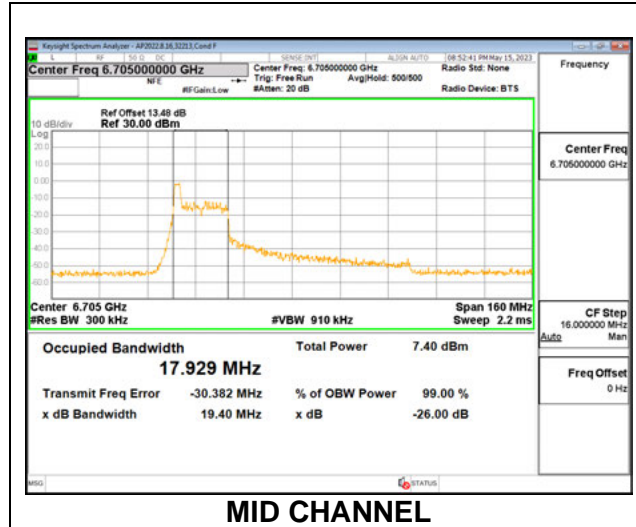 Keysight Spectrum Analyzer - AP2022.8.16,32213,Cond F
L RF 50 Ω DC SENSE:INT ALIGN AUTO 08:52:41 PM May 15, 2023
Center Freq 6.705000000 GHz Center Freq: 6.705000000 GHz Radio Std: None Frequency
NFE Trig: Free Run Avg|Hold: 500/500
#IFGain:Low #Atten: 20 dB Radio Device: BTS
Ref Offset 13.48 dB
10 dB/div Ref 30.00 dBm
Log
20.0
10.0
0.00
-10.0
-20.0
-30.0
-40.0
-50.0
-60.0
Center Freq
6.705000000 GHz
Center 6.705 GHz Span 160 MHz
#Res BW 300 kHz #VBW 910 kHz Sweep 2.2 ms
CF Step
16.000000 MHz
Auto Man
Occupied Bandwidth Total Power 7.40 dBm
17.929 MHz
Freq Offset
0 Hz
Transmit Freq Error -30.382 MHz % of OBW Power 99.00 %
x dB Bandwidth 19.40 MHz x dB -26.00 dB
MSG STATUS
MID CHANNEL